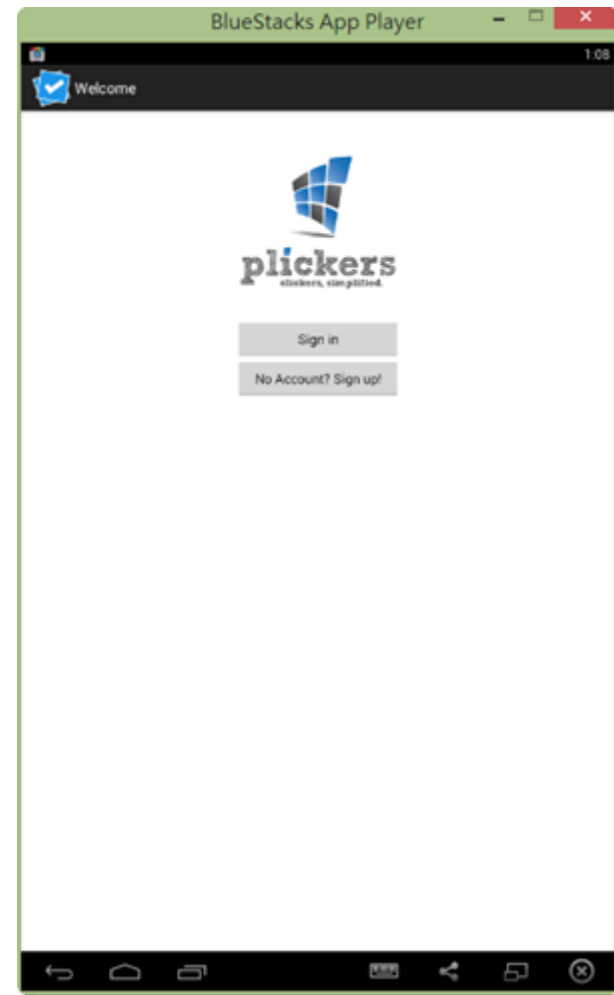 BlueStacks App Player
1:08
Welcome
plickers
clickers, simplified.
Sign in
No Account? Sign up!